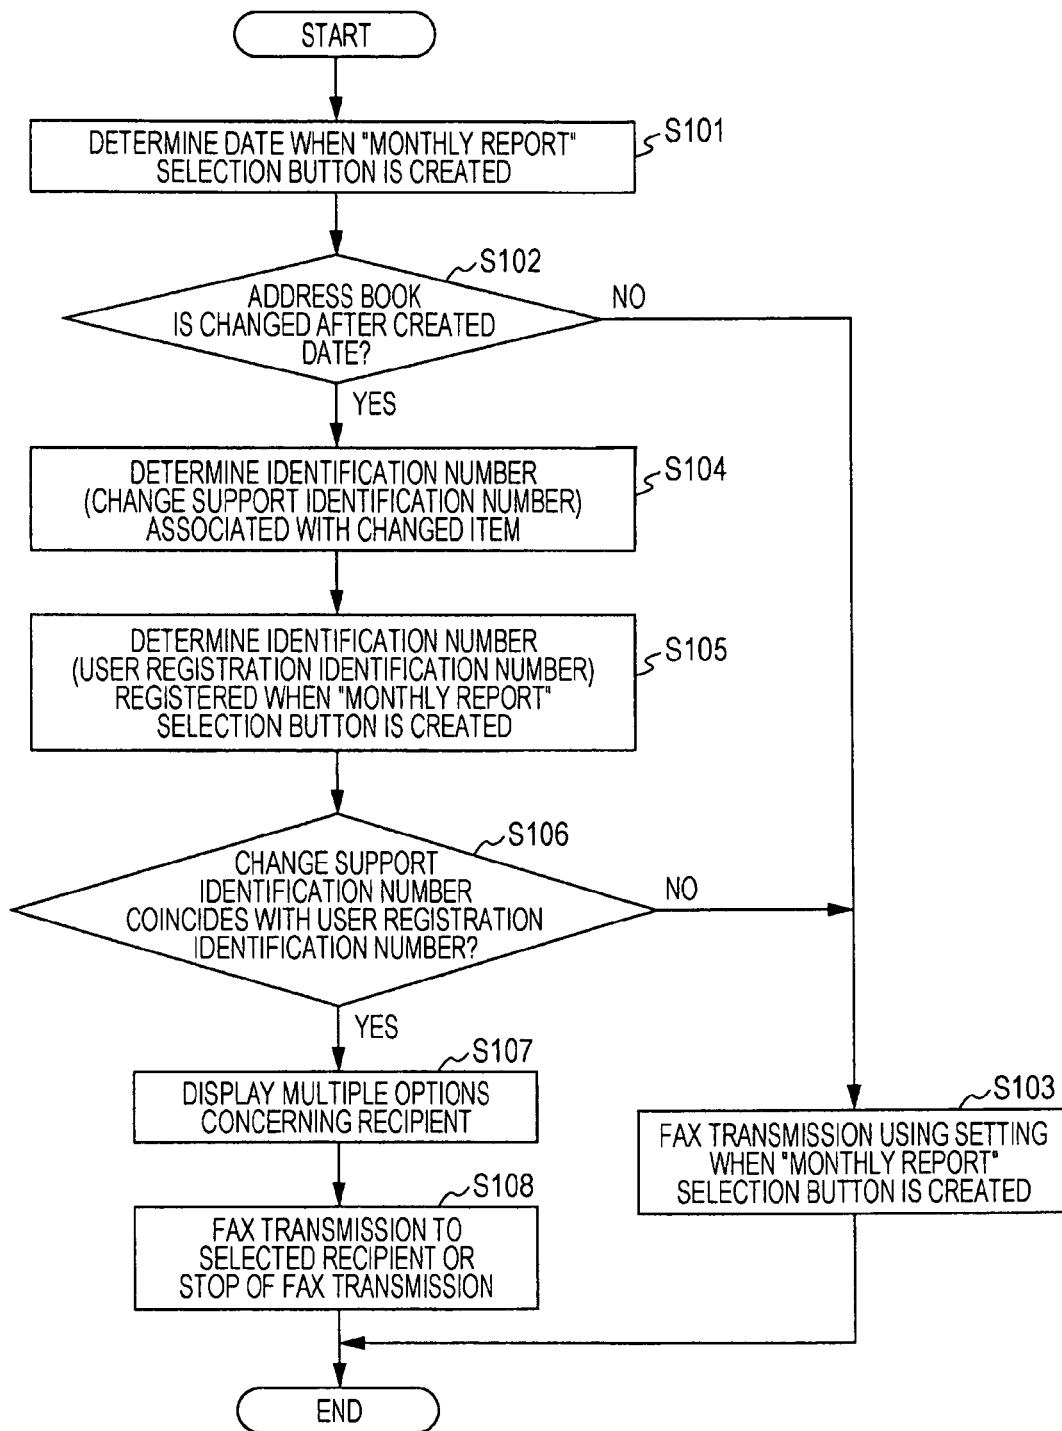 START
S101
DETERMINE DATE WHEN "MONTHLY REPORT"
SELECTION BUTTON IS CREATED
S102
ADDRESS BOOK
IS CHANGED AFTER CREATED
DATE?
NO
YES
DETERMINE IDENTIFICATION NUMBER
(CHANGE SUPPORT IDENTIFICATION NUMBER)
ASSOCIATED WITH CHANGED ITEM
S104
DETERMINE IDENTIFICATION NUMBER
(USER REGISTRATION IDENTIFICATION NUMBER)
REGISTERED WHEN "MONTHLY REPORT"
SELECTION BUTTON IS CREATED
S105
S106
CHANGE SUPPORT
IDENTIFICATION NUMBER
COINCIDES WITH USER REGISTRATION
IDENTIFICATION NUMBER?
NO
YES
S107
DISPLAY MULTIPLE OPTIONS
CONCERNING RECIPIENT
S103
FAX TRANSMISSION USING SETTING
WHEN "MONTHLY REPORT"
SELECTION BUTTON IS CREATED
S108
FAX TRANSMISSION TO
SELECTED RECIPIENT OR
STOP OF FAX TRANSMISSION
END